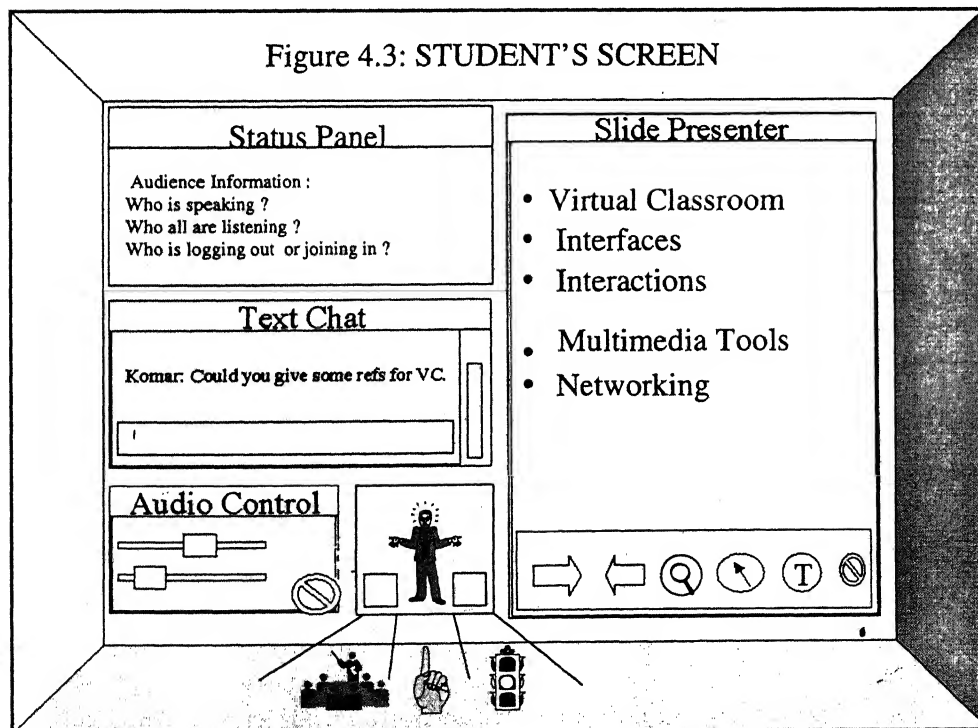 Figure 4.3: STUDENT'S SCREEN
Status Panel
Audience Information :
Who is speaking ?
Who all are listening ?
Who is logging out or joining in ?
Text Chat
Komar: Could you give some refs for VC.
Audio Control
Slide Presenter
• Virtual Classroom
• Interfaces
• Interactions
• Multimedia Tools
• Networking
T